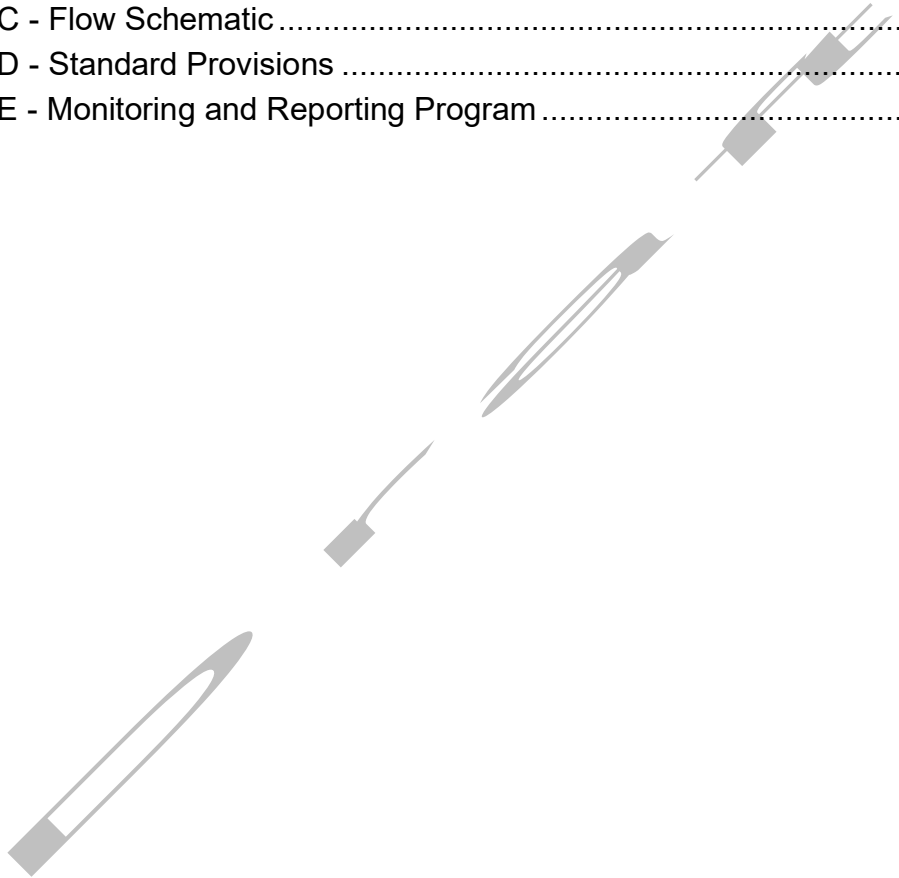 C - Flow Schematic.....................................................................
D - Standard Provisions ..............................................................
E - Monitoring and Reporting Program ........................................